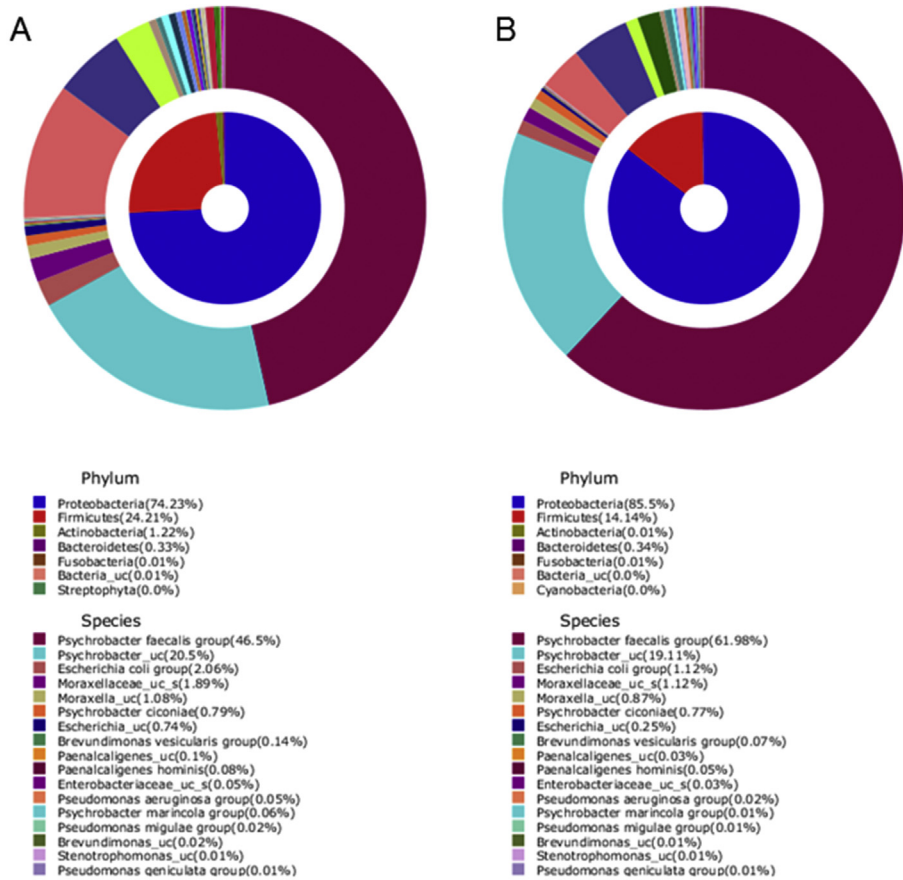 A
B
Phylum
Proteobacteria(74.23%)
Firmicutes(24.21%)
Actinobacteria(1.22%)
Bacteroidetes(0.33%)
Fusobacteria(0.01%)
Bacteria_uc(0.01%)
Streptophyta(0.0%)
Species
Psychrobacter faecalis group(46.5%)
Psychrobacter_uc(20.5%)
Escherichia coli group(2.06%)
Moraxellaceae_uc_s(1.89%)
Moraxella_uc(1.08%)
Psychrobacter ciconiae(0.79%)
Escherichia_uc(0.74%)
Brevundimonas vesicularis group(0.14%)
Paenalcaligenes_uc(0.1%)
Paenalcaligenes hominis(0.08%)
Enterobacteriaceae_uc_s(0.05%)
Pseudomonas aeruginosa group(0.05%)
Psychrobacter marincola group(0.06%)
Pseudomonas migulae group(0.02%)
Brevundimonas_uc(0.02%)
Stenotrophomonas_uc(0.01%)
Pseudomonas geniculata group(0.01%)
Phylum
Proteobacteria(85.5%)
Firmicutes(14.14%)
Actinobacteria(0.01%)
Bacteroidetes(0.34%)
Fusobacteria(0.01%)
Bacteria_uc(0.0%)
Cyanobacteria(0.0%)
Species
Psychrobacter faecalis group(61.98%)
Psychrobacter_uc(19.11%)
Escherichia coli group(1.12%)
Moraxellaceae_uc_s(1.12%)
Moraxella_uc(0.87%)
Psychrobacter ciconiae(0.77%)
Escherichia_uc(0.25%)
Brevundimonas vesicularis group(0.07%)
Paenalcaligenes_uc(0.03%)
Paenalcaligenes hominis(0.05%)
Enterobacteriaceae_uc_s(0.03%)
Pseudomonas aeruginosa group(0.02%)
Psychrobacter marincola group(0.01%)
Pseudomonas migulae group(0.01%)
Brevundimonas_uc(0.01%)
Stenotrophomonas_uc(0.01%)
Pseudomonas geniculata group(0.01%)